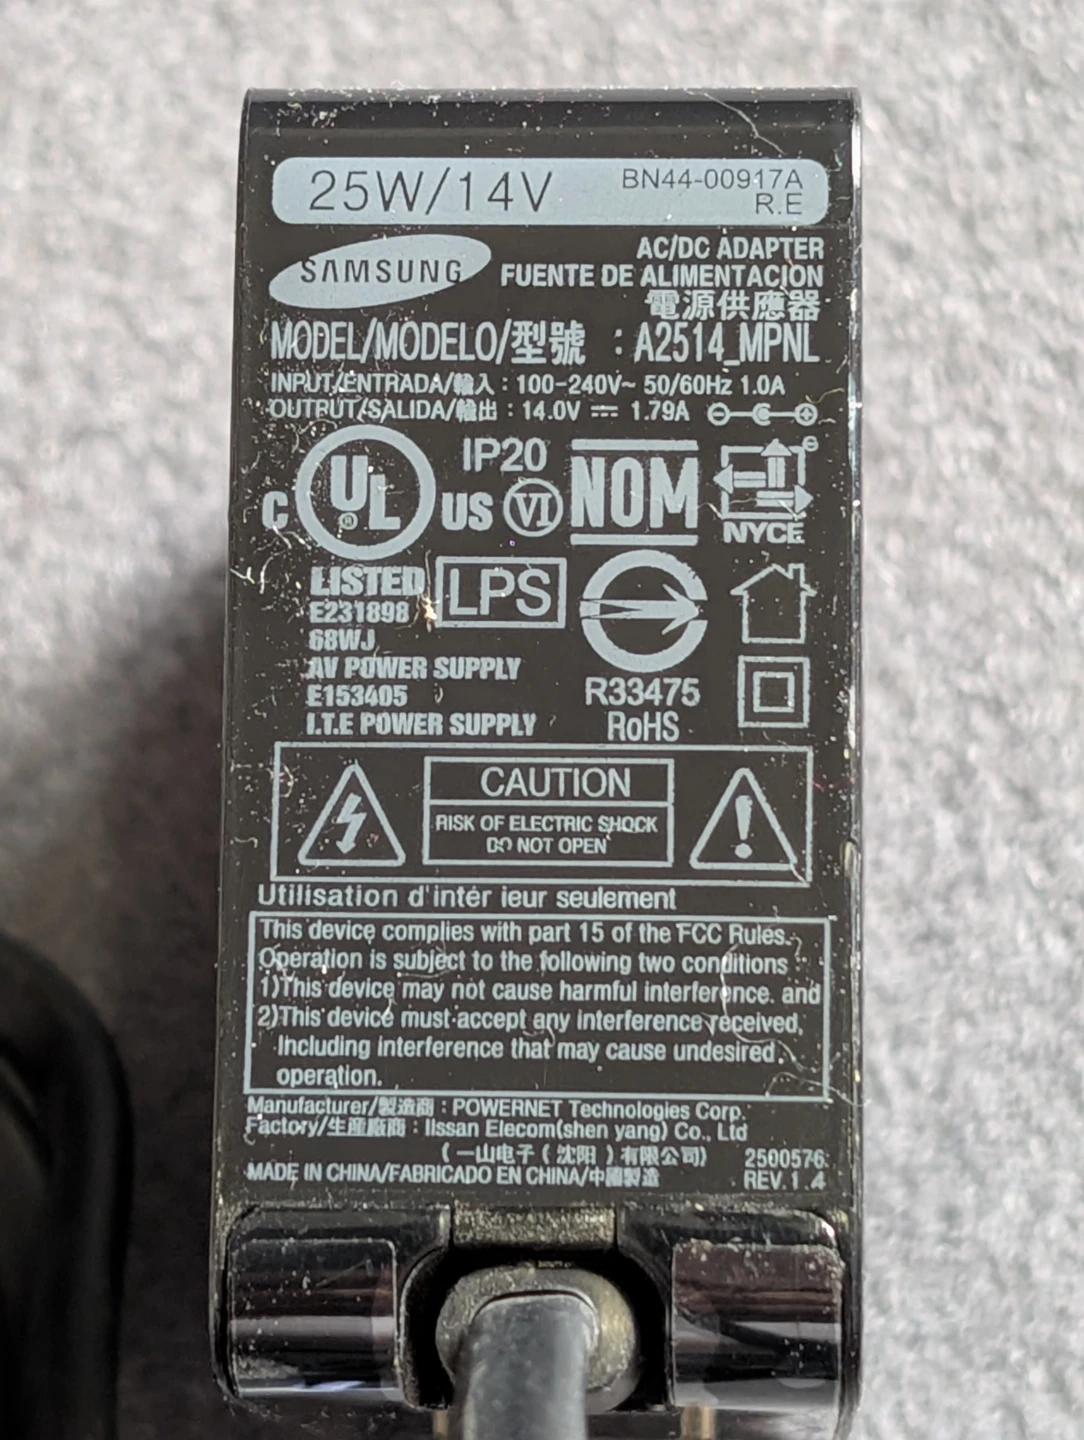 25W/14V
BN44-00917A
R.E
SAMSUNG
AC/DC ADAPTER
FUENTE DE ALIMENTACION
電源供應器
MODEL/MODELO/型號 : A2514_MPNL
INPUT/ENTRADA/輸入 : 100-240V~ 50/60Hz 1.0A
OUTPUT/SALIDA/輸出 : 14.0V ⎓ 1.79A
C UL ® US
IP20
VI
NOM
NYCE
LISTED
E231898
68WJ
AV POWER SUPPLY
E153405
I.T.E POWER SUPPLY
LPS
R33475
RoHS
CAUTION
RISK OF ELECTRIC SHOCK
DO NOT OPEN
Utilisation d'intér ieur seulement
This device complies with part 15 of the FCC Rules.
Operation is subject to the following two conditions :
1)This device may not cause harmful interference. and
2)This device must accept any interference received,
Including interference that may cause undesired.
operation.
Manufacturer/製造商 : POWERNET Technologies Corp.
Factory/生産廠商 : Ilssan Elecom(shen yang) Co., Ltd
(一山电子(沈阳)有限公司)
MADE IN CHINA/FABRICADO EN CHINA/中國製造
2500576
REV.1.4